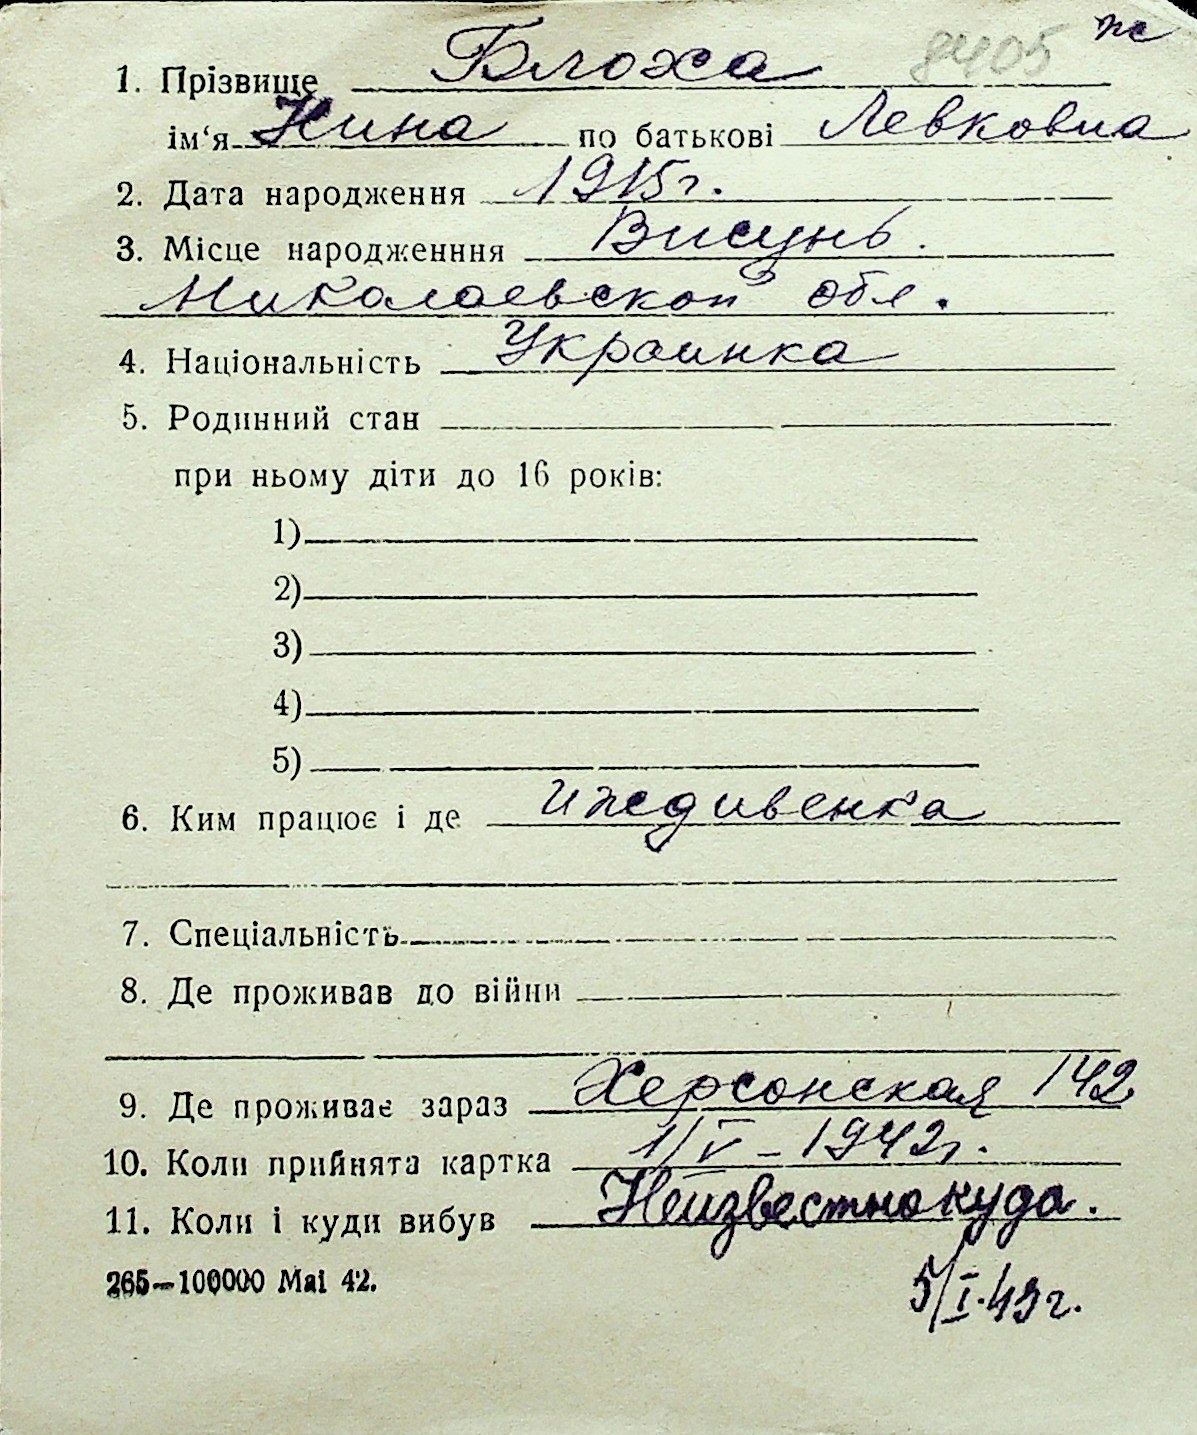 8405 ж
1. Прізвище Блоха
ім‘я Нина по батькові Левковна
2. Дата народження 1915г.
3. Місце народженння Висунь.
Николаевской обл.
4. Національність Украинка
5. Родинний стан
при ньому діти до 16 років:
1)
2)
3)
4)
5)
6. Ким працює і де иждивенка
7. Спеціальність
8. Де проживав до війни
9. Де проживає зараз Херсонская 142
10. Коли прийнята картка 1/V – 1942г.
11. Коли і куди вибув Неизвестно куда.
265—100000 Mai 42.
5/I.43г.